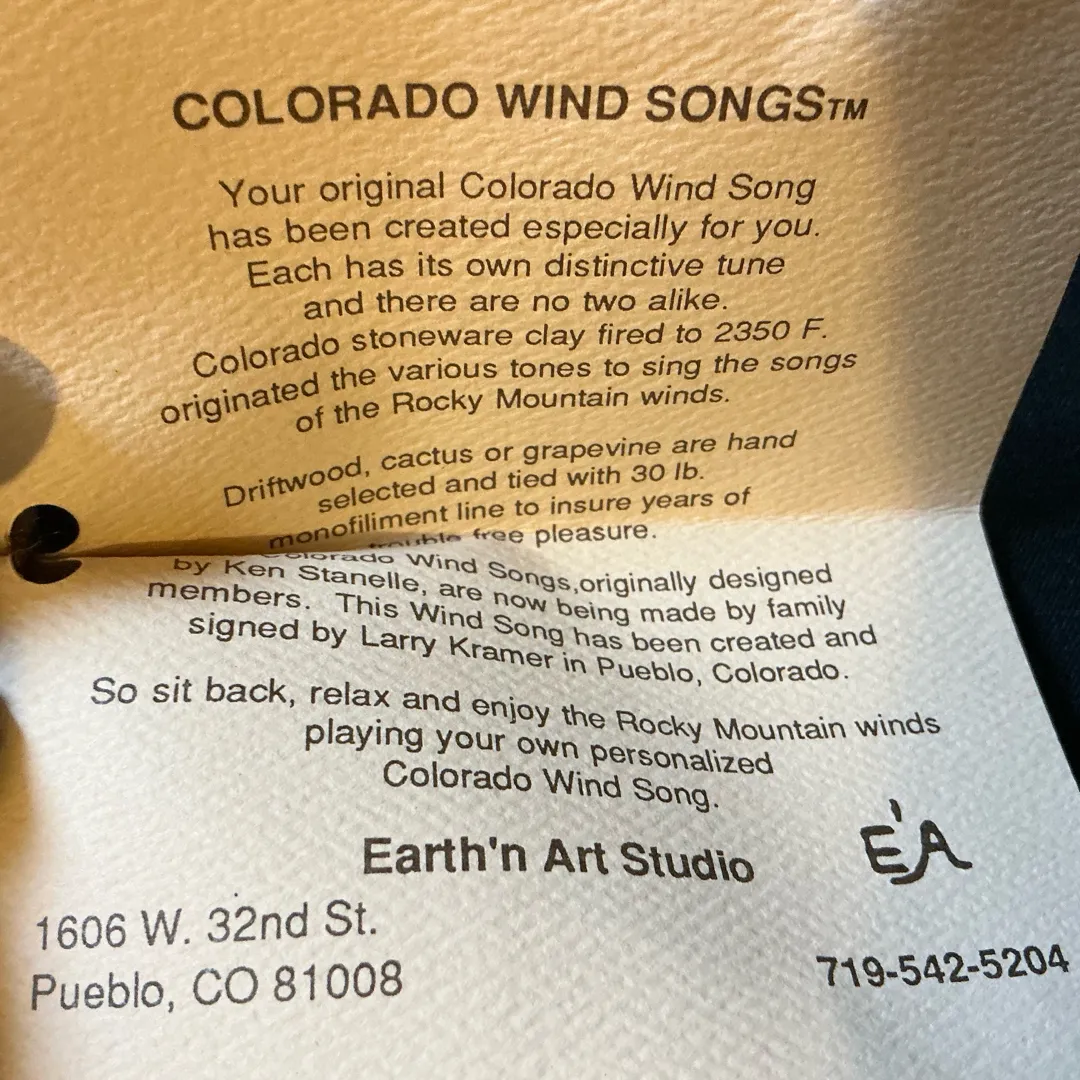 COLORADO WIND SONGS™
Your original Colorado Wind Song
has been created especially for you.
Each has its own distinctive tune
and there are no two alike.
Colorado stoneware clay fired to 2350 F.
originated the various tones to sing the songs
of the Rocky Mountain winds.
Driftwood, cactus or grapevine are hand
selected and tied with 30 lb.
monofiliment line to insure years of
trouble free pleasure.
Colorado Wind Songs,originally designed
by Ken Stanelle, are now being made by family
members. This Wind Song has been created and
signed by Larry Kramer in Pueblo, Colorado.
So sit back, relax and enjoy the Rocky Mountain winds
playing your own personalized
Colorado Wind Song.
Earth'n Art Studio
E'A
1606 W. 32nd St.
Pueblo, CO 81008
719-542-5204